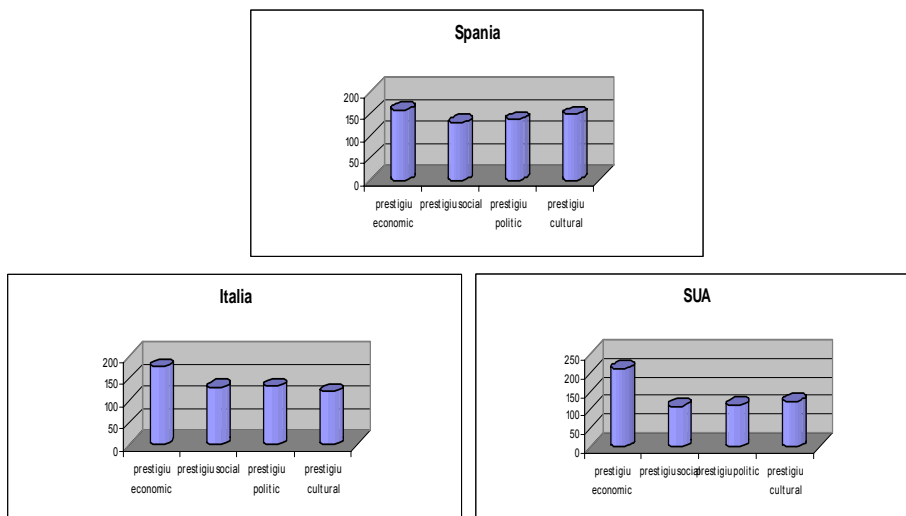 Spania
200
150
100
50
0
prestigiu economic
prestigiu social
prestigiu politic
prestigiu cultural
Italia
200
150
100
50
0
prestigiu economic
prestigiu social
prestigiu politic
prestigiu cultural
SUA
250
200
150
100
50
0
prestigiu economic
prestigiu social
prestigiu politic
prestigiu cultural